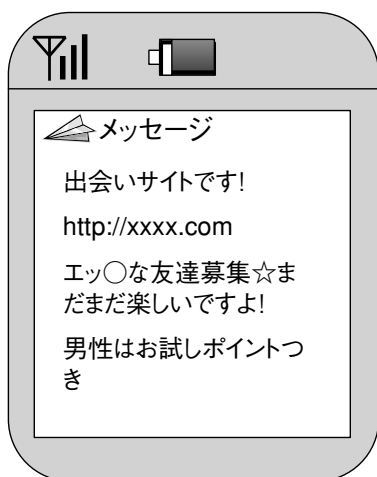 メッセージ
出会いサイトです!
http://xxxx.com
エッ○な友達募集☆ま
だまだ楽しいですよ!
男性はお試しポイントつ
き